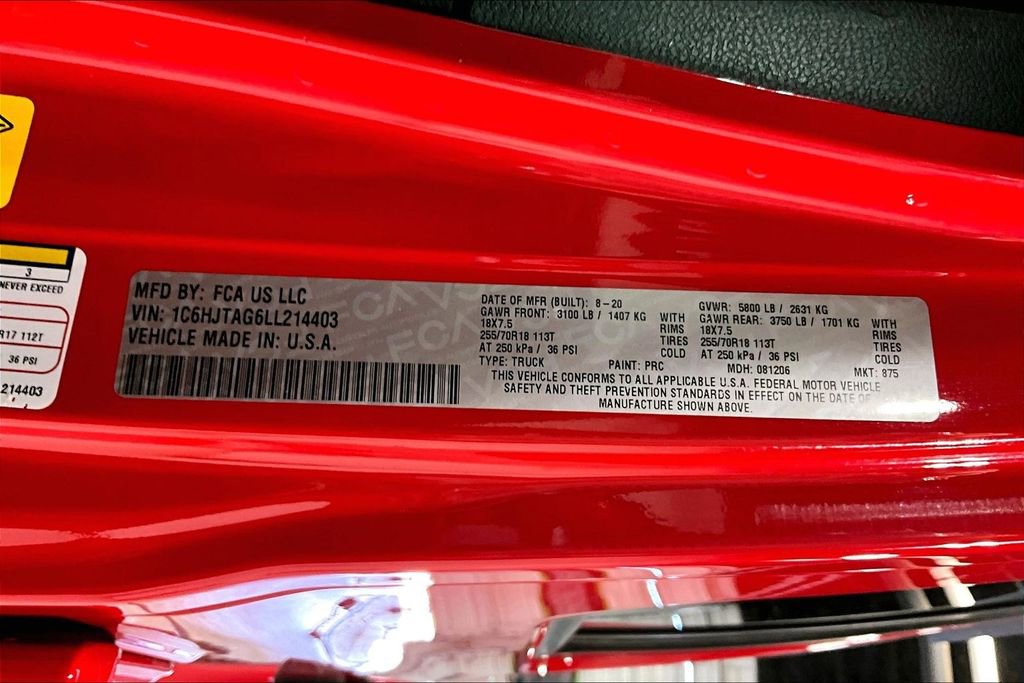 3
NEVER EXCEED
R17 112T
36 PSI
214403
MFD BY: FCA US LLC
VIN: 1C6HJTAG6LL214403
VEHICLE MADE IN: U.S.A.
DATE OF MFR (BUILT): 8-20
GAWR FRONT: 3100 LB / 1407 KG WITH
18X7.5 RIMS
255/70R18 113T TIRES
AT 250 kPa / 36 PSI COLD
TYPE: TRUCK PAINT: PRC
GVWR: 5800 LB / 2631 KG
GAWR REAR: 3750 LB / 1701 KG WITH
18X7.5 RIMS
255/70R18 113T TIRES
AT 250 kPa / 36 PSI COLD
MDH: 081206 MKT: 875
THIS VEHICLE CONFORMS TO ALL APPLICABLE U.S.A. FEDERAL MOTOR VEHICLE
SAFETY AND THEFT PREVENTION STANDARDS IN EFFECT ON THE DATE OF
MANUFACTURE SHOWN ABOVE.